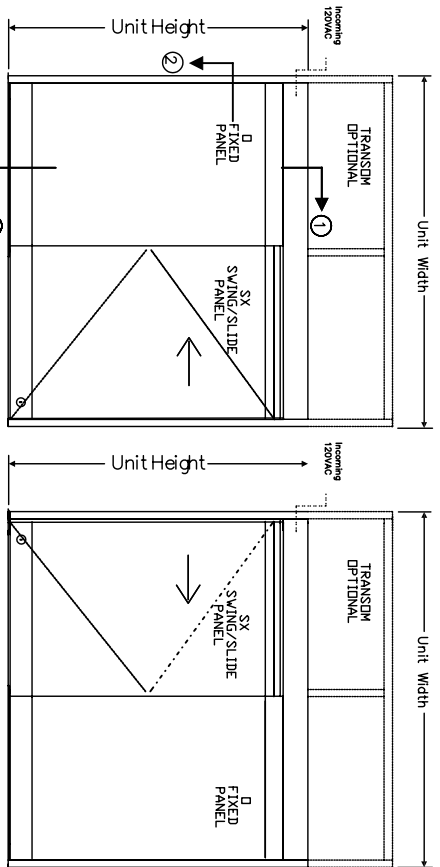 Unit Height
Incoming
120VAC
TRANSOM
OPTIONAL
Unit Width
2
O
FIXED
PANEL
1
SX
SWING/SLIDE
PANEL
Unit Height
Incoming
120VAC
TRANSOM
OPTIONAL
Unit Width
SX
SWING/SLIDE
PANEL
O
FIXED
PANEL